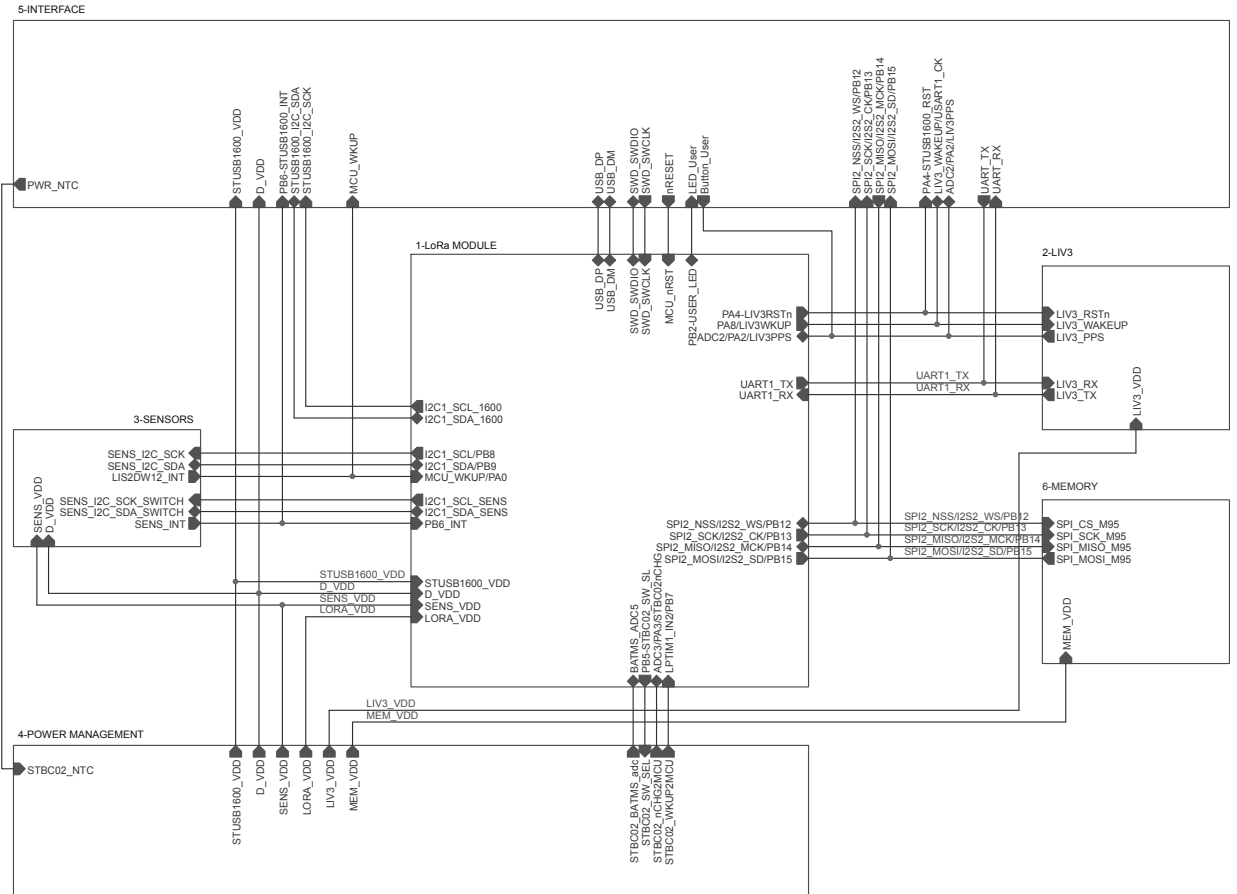 5-INTERFACE
PWR_NTC
STUSB1600_VDD
D_VDD
PB6-STUSB1600_INT
STUSB1600_I2C_SDA
STUSB1600_I2C_SCK
MCU_WKUP
USB_DP
USB_DM
SWD_SWDIO
SWD_SWCLK
nRESET
LED_User
Button_User
SPI2_NSS/I2S2_WS/PB12
SPI2_SCK/I2S2_CK/PB13
SPI2_MISO/I2S2_MCK/PB14
SPI2_MOSI/I2S2_SD/PB15
PA4-STUSB1600_RST
LIV3_WAKEUP/USART1_CK
ADC2/PA2/LIV3PPS
UART_TX
UART_RX
1-LoRa MODULE
USB_DP
USB_DM
SWD_SWDIO
SWD_SWCLK
MCU_nRST
PB2-USER_LED
PA4-LIV3RSTn
PA8/LIV3WKUP
PADC2/PA2/LIV3PPS
UART1_TX
UART1_RX
UART1_TX
UART1_RX
2-LIV3
LIV3_RSTn
LIV3_WAKEUP
LIV3_PPS
LIV3_RX
LIV3_TX
LIV3_VDD
I2C1_SCL_1600
I2C1_SDA_1600
I2C1_SCL/PB8
I2C1_SDA/PB9
MCU_WKUP/PA0
I2C1_SCL_SENS
I2C1_SDA_SENS
PB6_INT
3-SENSORS
SENS_I2C_SCK
SENS_I2C_SDA
LIS2DW12_INT
SENS_I2C_SCK_SWITCH
SENS_I2C_SDA_SWITCH
SENS_INT
SENS_VDD
D_VDD
STUSB1600_VDD
D_VDD
SENS_VDD
LORA_VDD
STUSB1600_VDD
D_VDD
SENS_VDD
LORA_VDD
SPI2_NSS/I2S2_WS/PB12
SPI2_SCK/I2S2_CK/PB13
SPI2_MISO/I2S2_MCK/PB14
SPI2_MOSI/I2S2_SD/PB15
SPI2_NSS/I2S2_WS/PB12
SPI2_SCK/I2S2_CK/PB13
SPI2_MISO/I2S2_MCK/PB14
SPI2_MOSI/I2S2_SD/PB15
6-MEMORY
SPI_CS_M95
SPI_SCK_M95
SPI_MISO_M95
SPI_MOSI_M95
MEM_VDD
BATMS_ADC5
PB5-STBC02_SW_SL
ADC3/PA3/STBC02nCHG
LPTIM1_IN2/PB7
LIV3_VDD
MEM_VDD
4-POWER MANAGEMENT
STBC02_NTC
STUSB1600_VDD
D_VDD
SENS_VDD
LORA_VDD
LIV3_VDD
MEM_VDD
STBC02_BATMS_adc
STBC02_SW_SEL
STBC02_nCHG2MCU
STBC02_WKUP2MCU